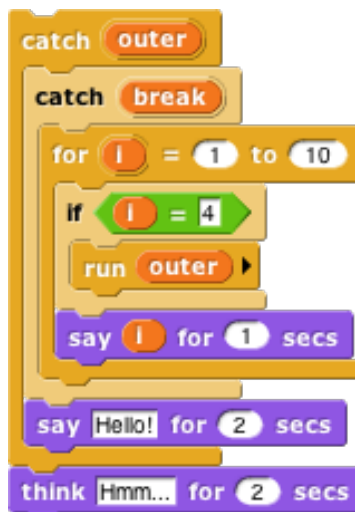 catch outer
catch break
for i = 1 to 10
if i = 4
run outer
say i for 1 secs
say Hello! for 2 secs
think Hmm... for 2 secs